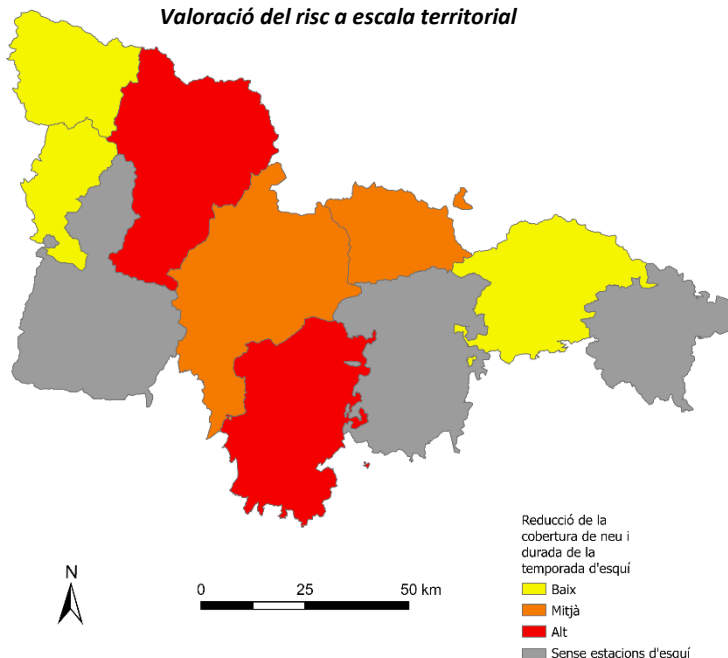 Valoració del risc a escala territorial
N
0 25 50 km
Reducció de la
cobertura de neu i
durada de la
temporada d'esquí
Baix
Mitjà
Alt
Sense estacions d'esquí